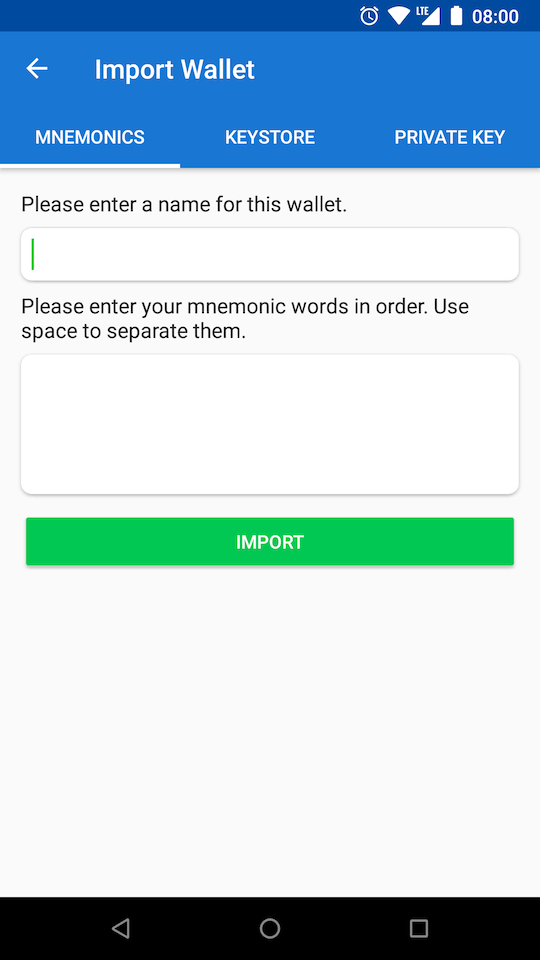 LTE 08:00
Import Wallet
MNEMONICS KEYSTORE PRIVATE KEY
Please enter a name for this wallet.
Please enter your mnemonic words in order. Use
space to separate them.
IMPORT